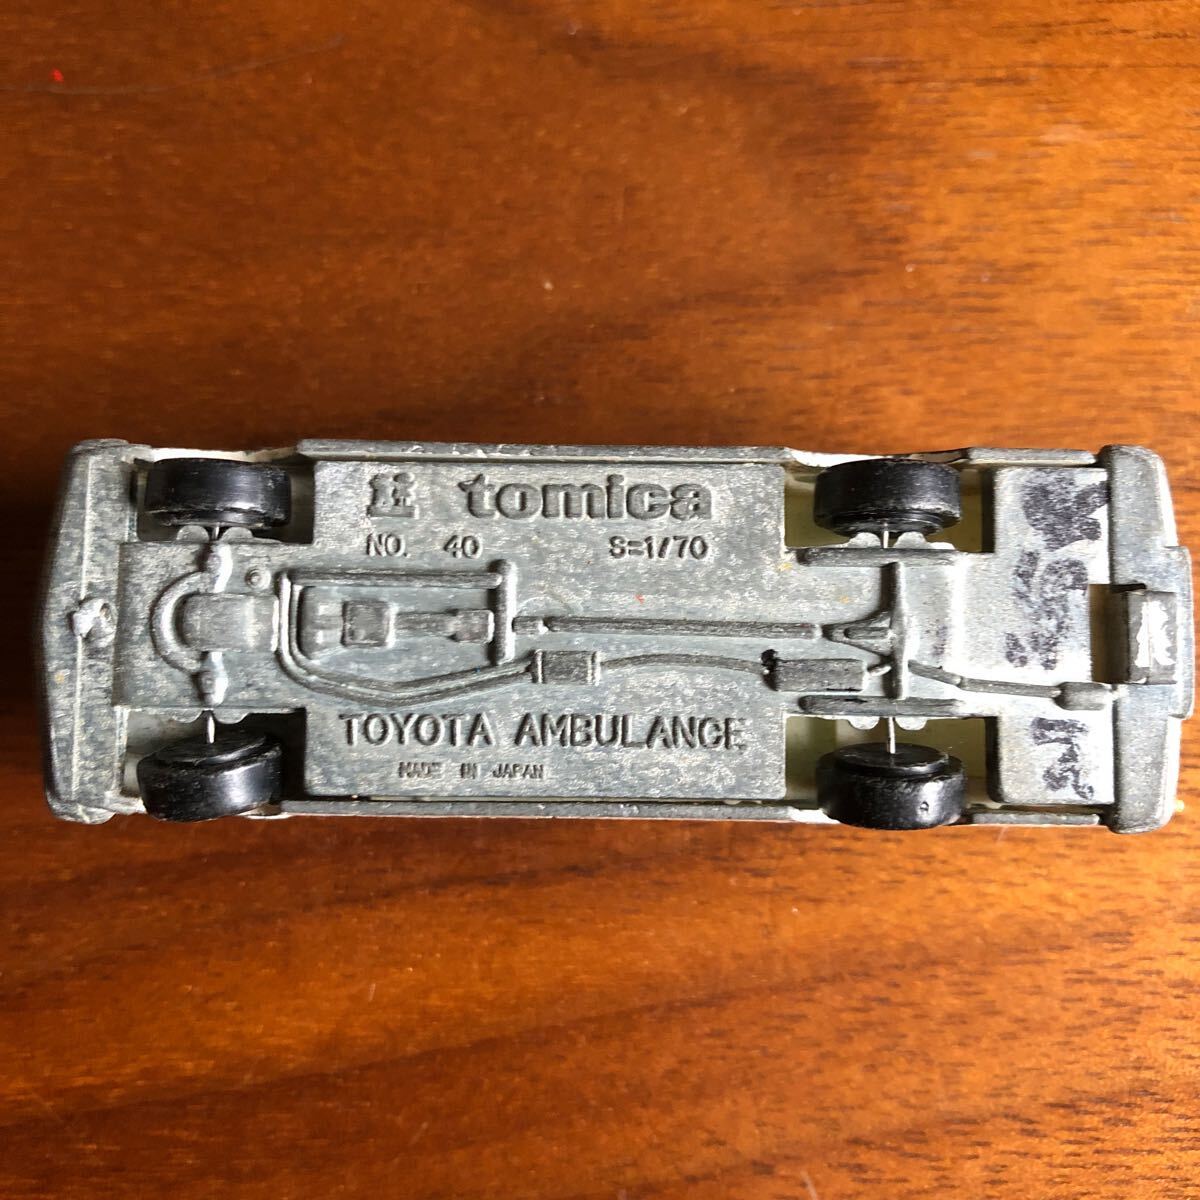 tomica
NO. 40 S=1/70
TOYOTA AMBULANCE
MADE IN JAPAN